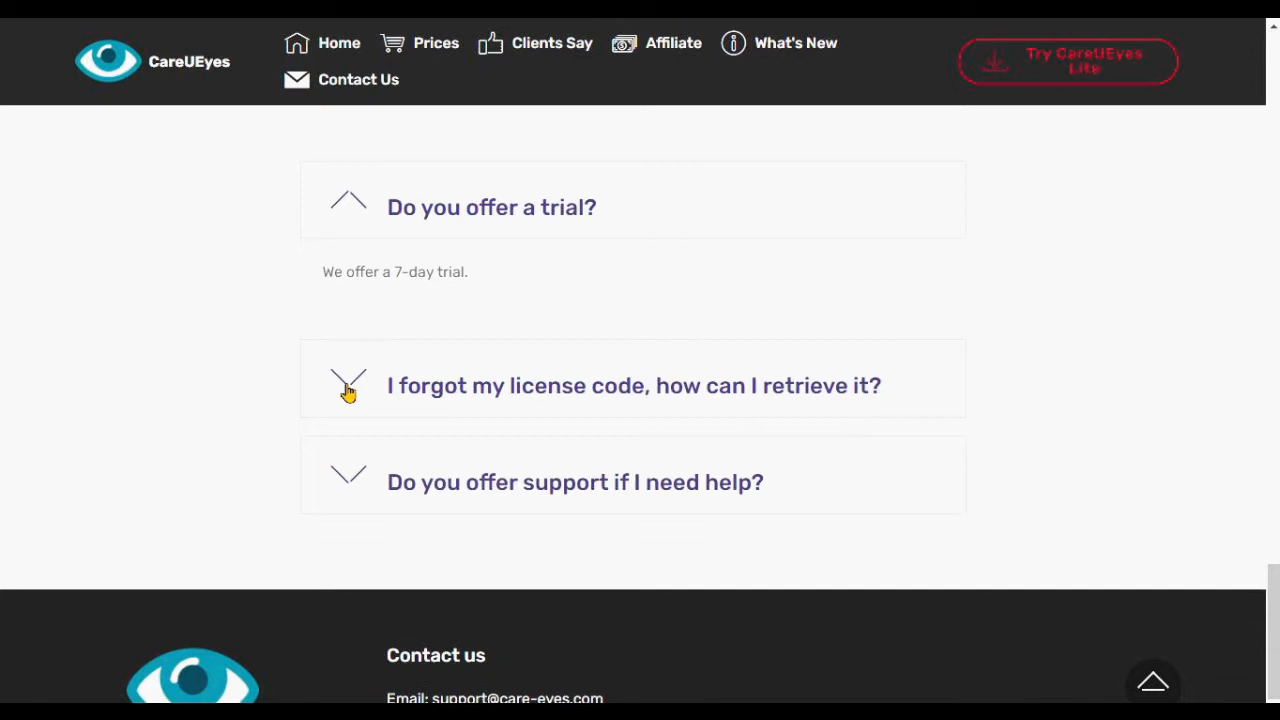 CareUEyes
Home
Prices
Clients Say
Affiliate
What's New
Contact Us
Try CareUEyes
Lite
Do you offer a trial?
We offer a 7-day trial.
I forgot my license code, how can I retrieve it?
Do you offer support if I need help?
Contact us
Email: support@care-eyes.com